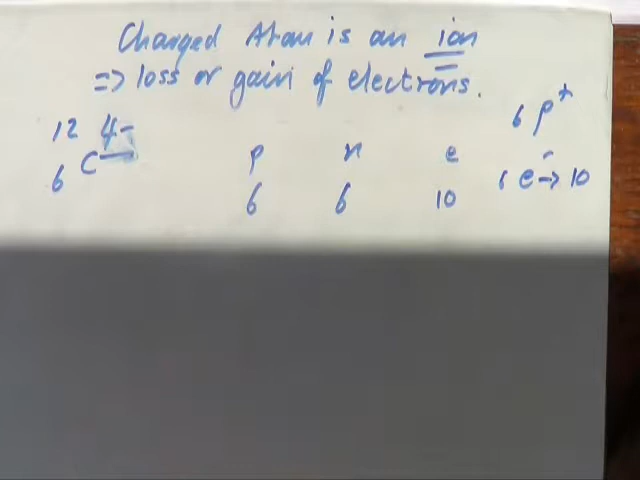 Charged Atom is an ion
=> loss or gain of electrons.
12 4-
6 C →
p n e
6 6 10
6 p+
6 e- → 10